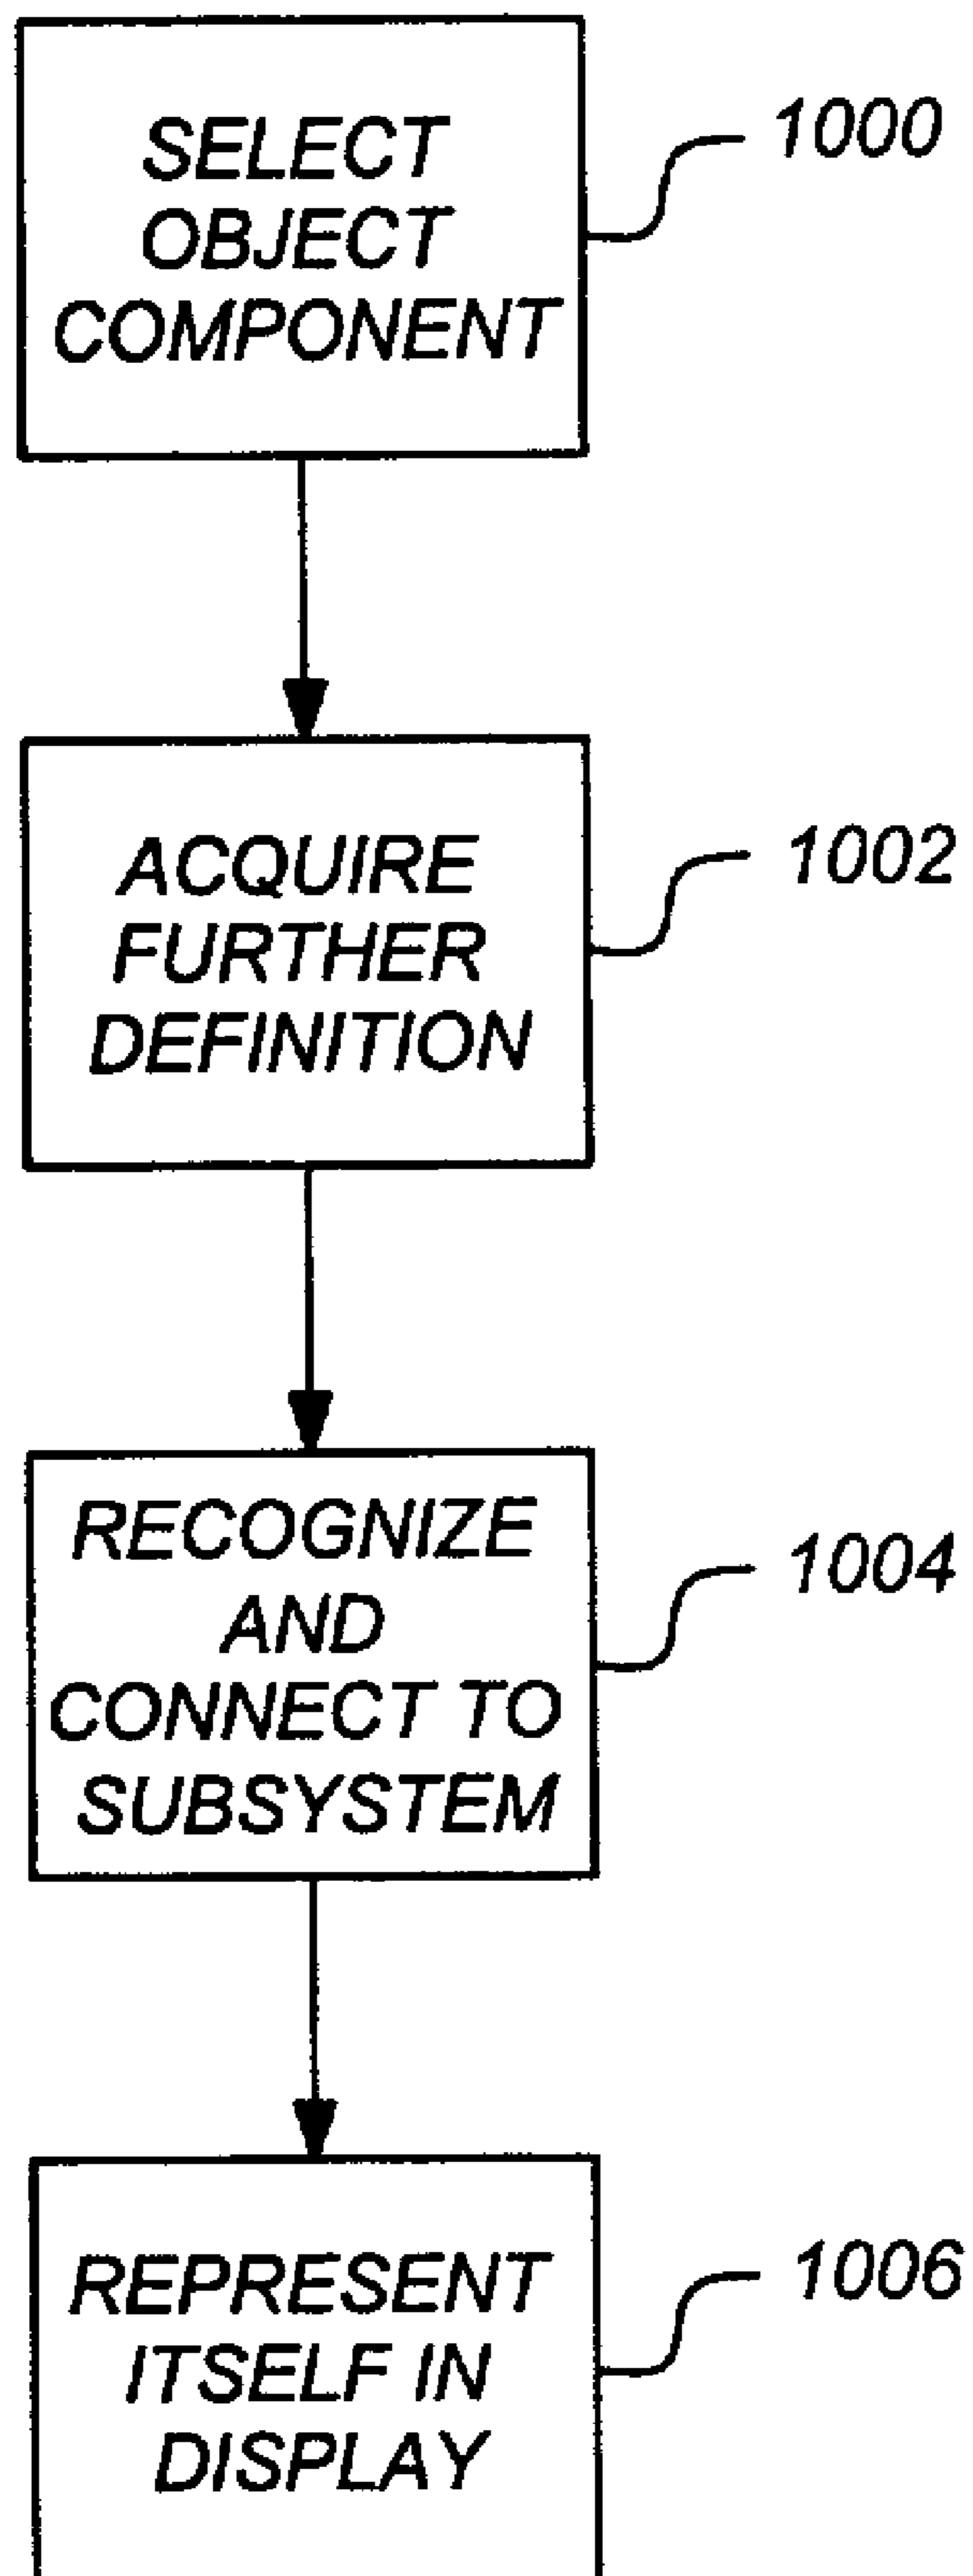 SELECT
OBJECT
COMPONENT
1000
ACQUIRE
FURTHER
DEFINITION
1002
RECOGNIZE
AND
CONNECT TO
SUBSYSTEM
1004
REPRESENT
ITSELF IN
DISPLAY
1006